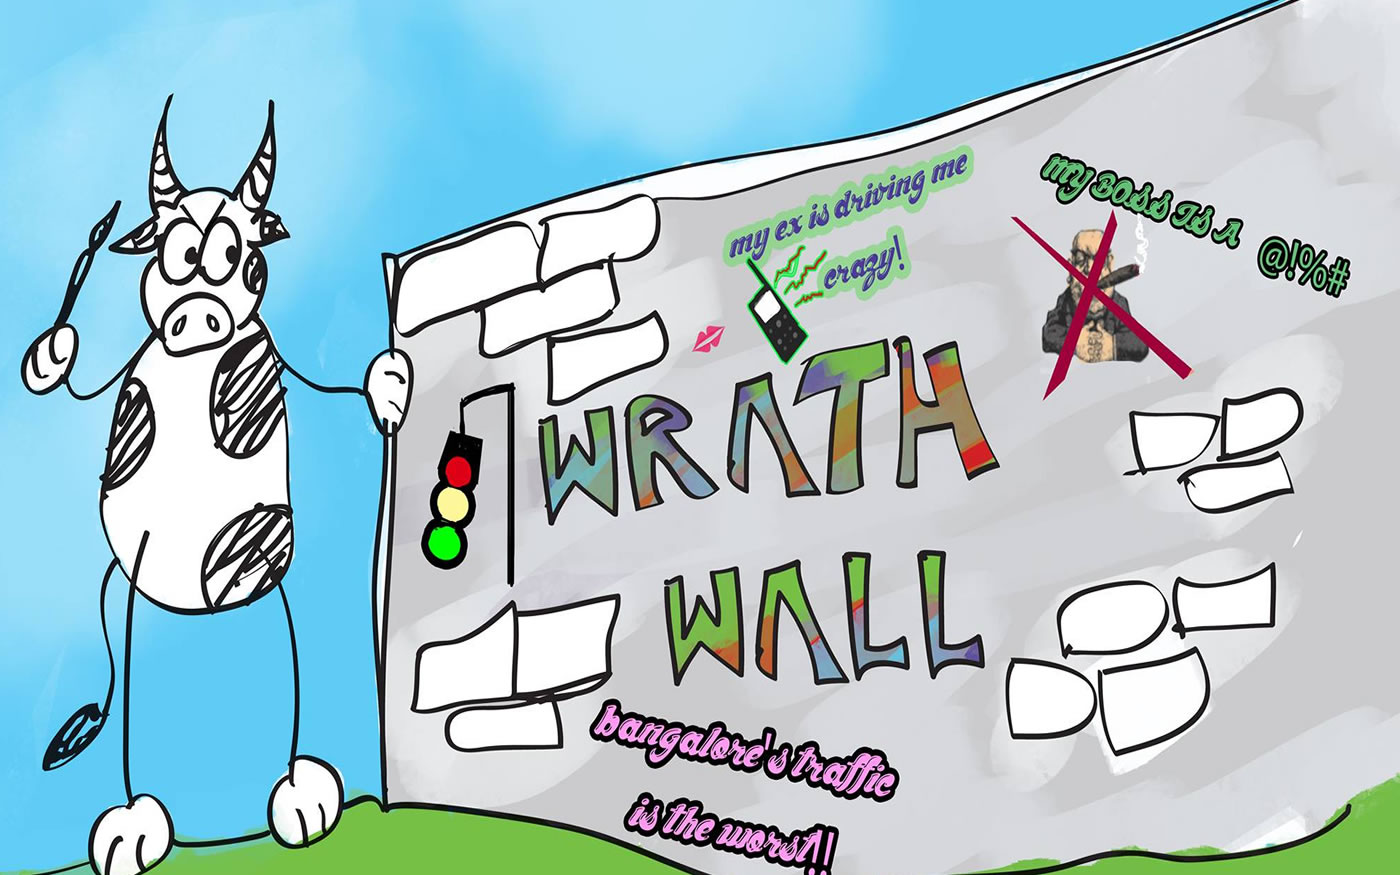 my ex is driving me
crazy!
MY BOSS IS A @!%#
WRATH
WALL
bangalore's traffic
is the worst!!